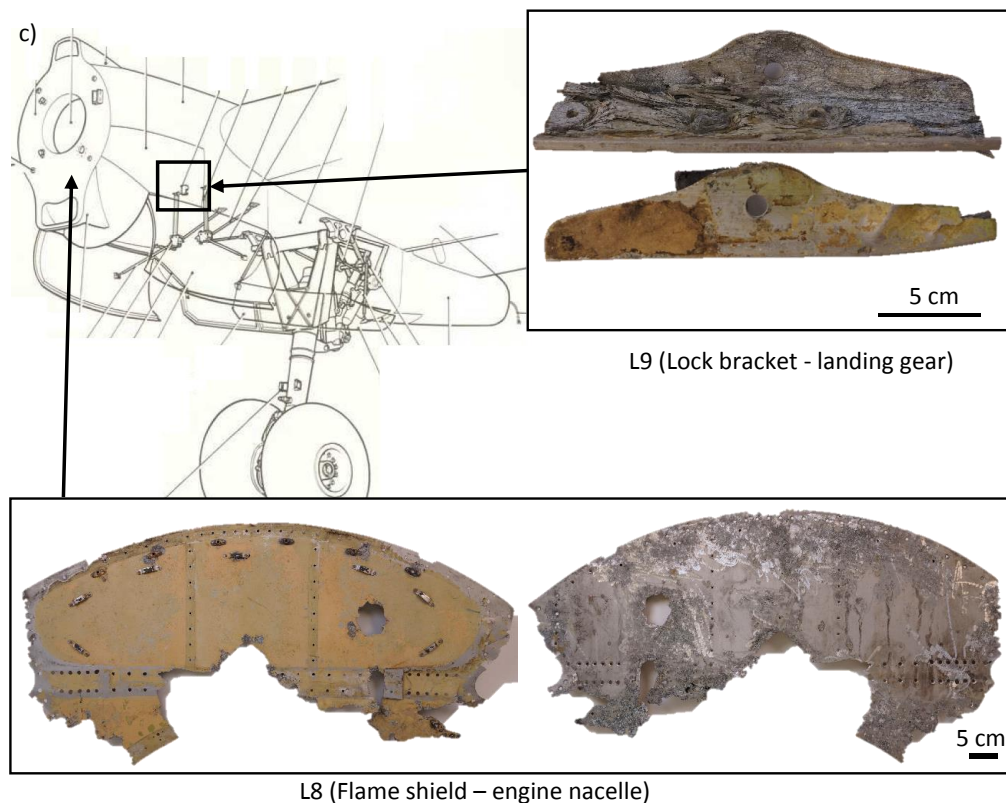 c)
5 cm
L9 (Lock bracket - landing gear)
5 cm
L8 (Flame shield – engine nacelle)